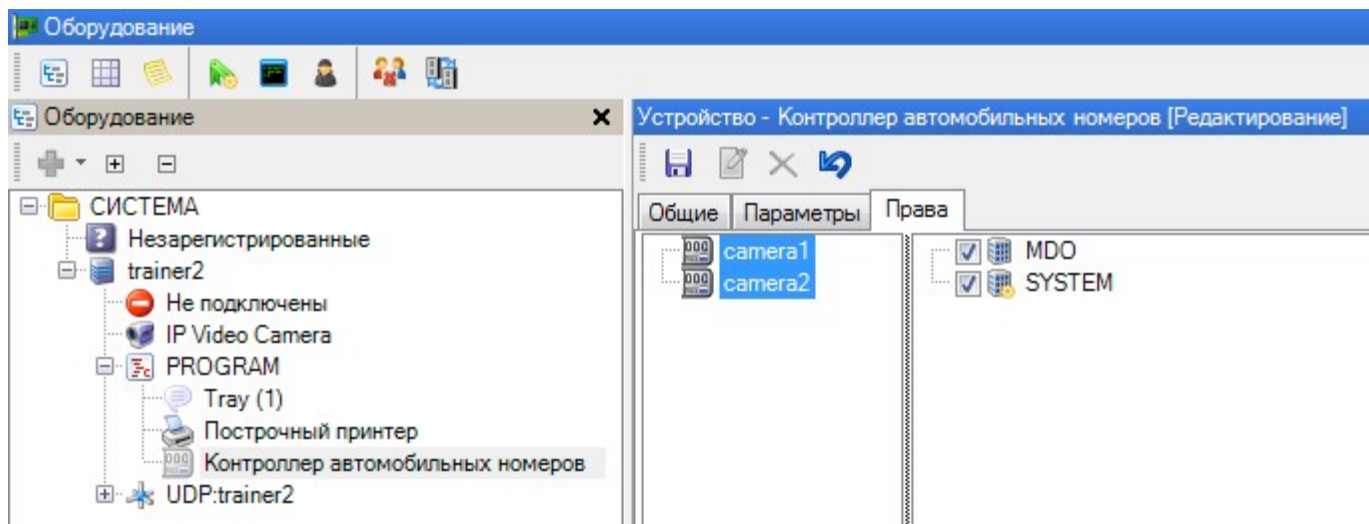 Оборудование
Оборудование
Устройство - Контроллер автомобильных номеров [Редактирование]
Общие Параметры Права
СИСТЕМА
Незарегистрированные
trainer2
Не подключены
IP Video Camera
PROGRAM
Tray (1)
Построчный принтер
Контроллер автомобильных номеров
UDP:trainer2
camera1
camera2
MDO
SYSTEM